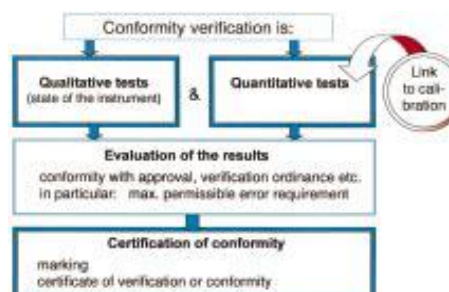 Conformity verification is:
Qualitative tests
(state of the instrument)
&
Quantitative tests
Link
to cali-
bration
Evaluation of the results
conformity with approval, verification ordinance etc.
in particular: max. permissible error requirement
Certification of conformity
marking
certificate of verification or conformity